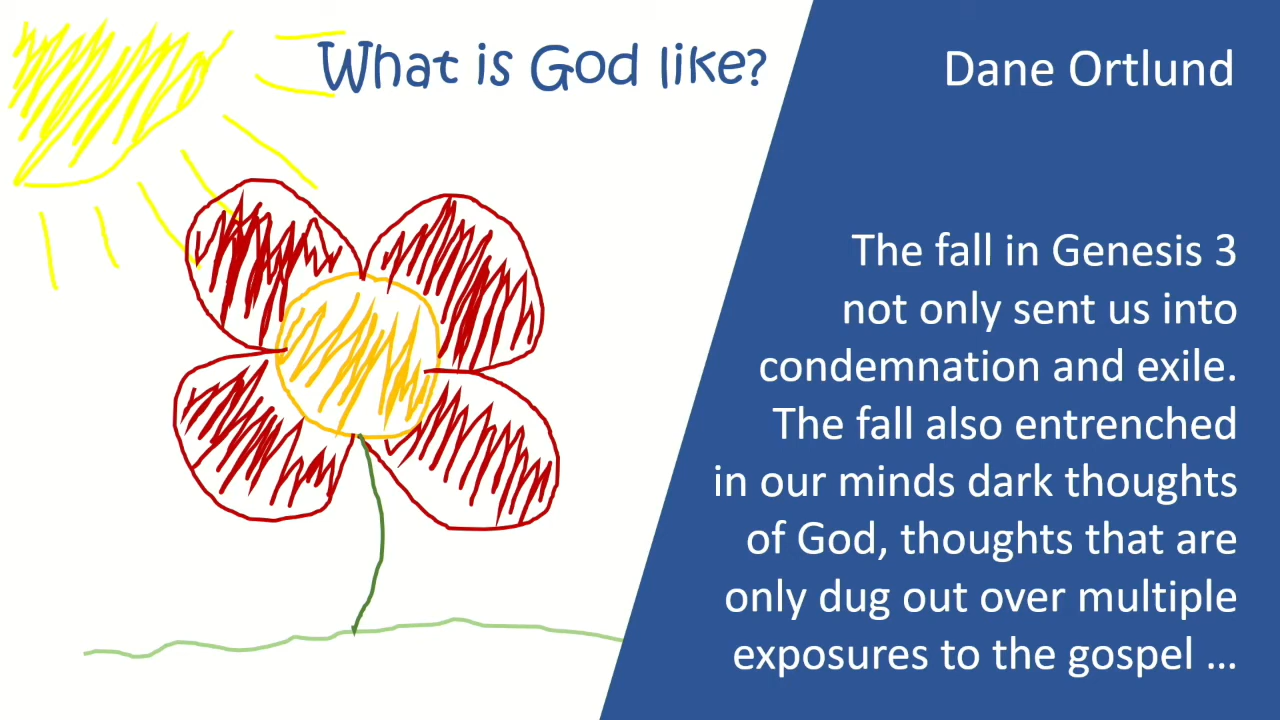 What is God like?
Dane Ortlund
The fall in Genesis 3
not only sent us into
condemnation and exile.
The fall also entrenched
in our minds dark thoughts
of God, thoughts that are
only dug out over multiple
exposures to the gospel ...